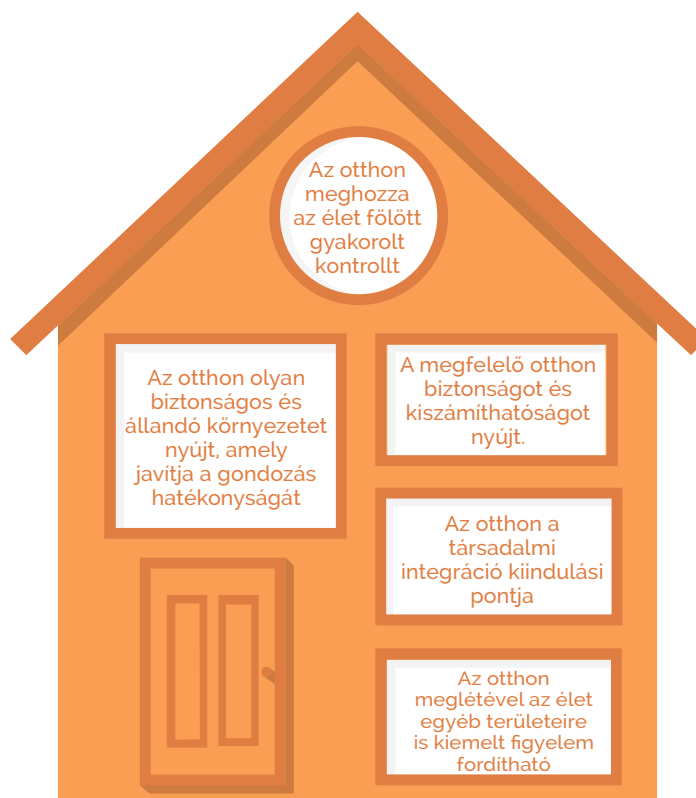 Az otthon
meghozza
az élet fölött
gyakorolt
kontrollt
Az otthon olyan
biztonságos és
állandó környezetet
nyújt, amely
javítja a gondozás
hatékonyságát
A megfelelő otthon
biztonságot és
kiszámíthatóságot
nyújt.
Az otthon a
társadalmi
integráció kiindulási
pontja
Az otthon
meglétével az élet
egyéb területeire
is kiemelt figyelem
fordítható